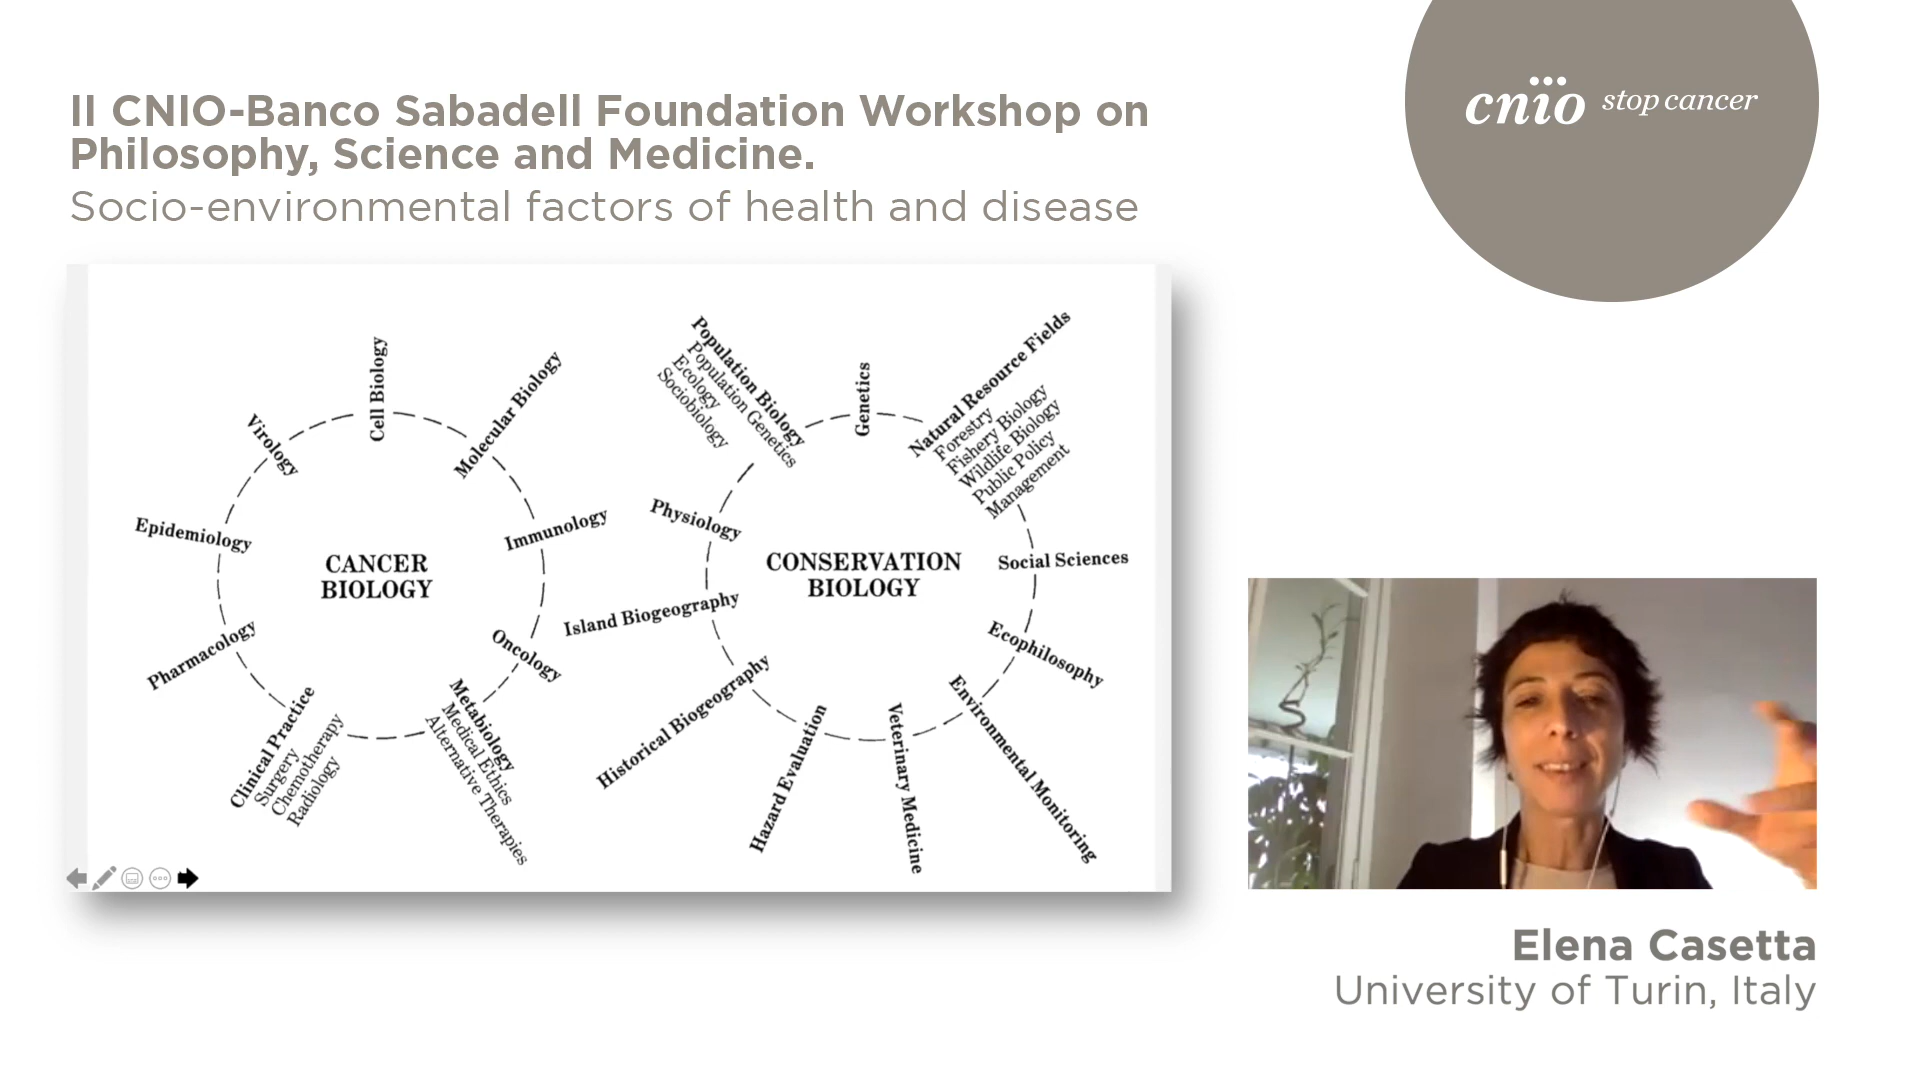 II CNIO-Banco Sabadell Foundation Workshop on
Philosophy, Science and Medicine.
Socio-environmental factors of health and disease
cnio stop cancer
Cell Biology
Molecular Biology
Immunology
Oncology
Metabiology
Medical Ethics
Alternative Therapies
Clinical Practice
Surgery
Chemotherapy
Radiology
Pharmacology
Epidemiology
Virology
CANCER
BIOLOGY
Population Biology
Population Genetics
Ecology
Sociobiology
Genetics
Natural Resource Fields
Forestry
Fishery Biology
Wildlife Biology
Public Policy
Management
Social Sciences
Ecophilosophy
Environmental Monitoring
Veterinary Medicine
Hazard Evaluation
Historical Biogeography
Island Biogeography
Physiology
CONSERVATION
BIOLOGY
Elena Casetta
University of Turin, Italy